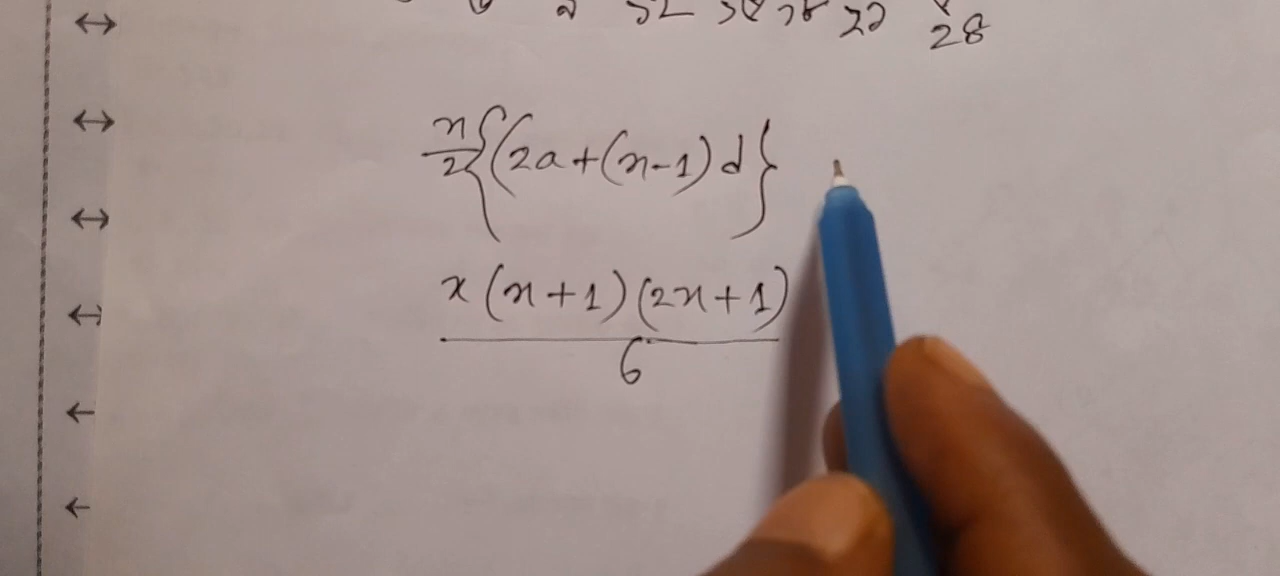 28
n/2{(2a+(n-1)d}
x(n+1)(2n+1)
6